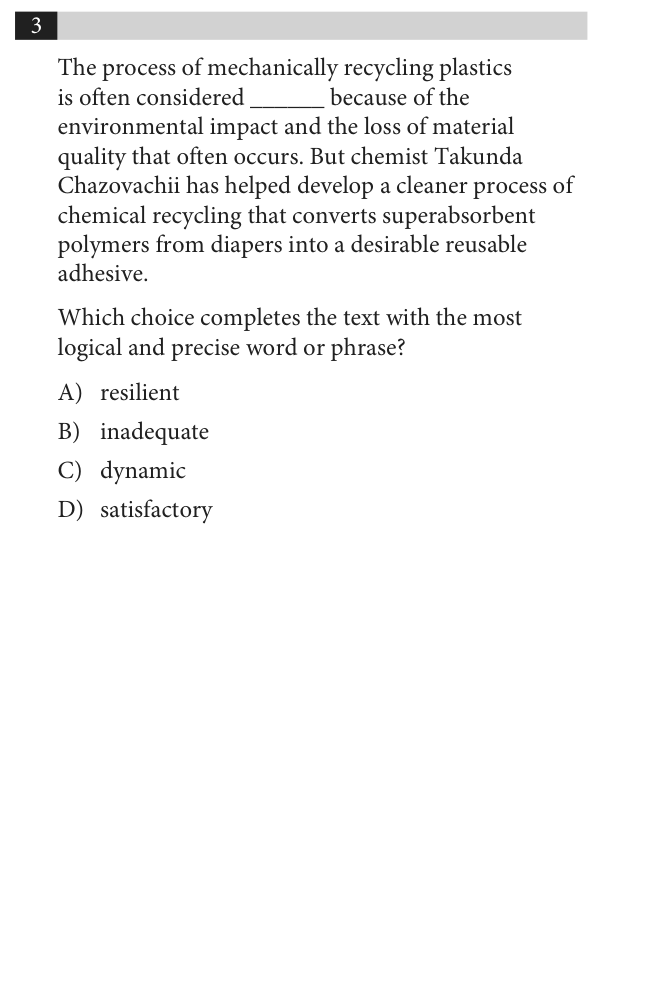 3
The process of mechanically recycling plastics
is often considered ______ because of the
environmental impact and the loss of material
quality that often occurs. But chemist Takunda
Chazovachii has helped develop a cleaner process of
chemical recycling that converts superabsorbent
polymers from diapers into a desirable reusable
adhesive.
Which choice completes the text with the most
logical and precise word or phrase?
A) resilient
B) inadequate
C) dynamic
D) satisfactory